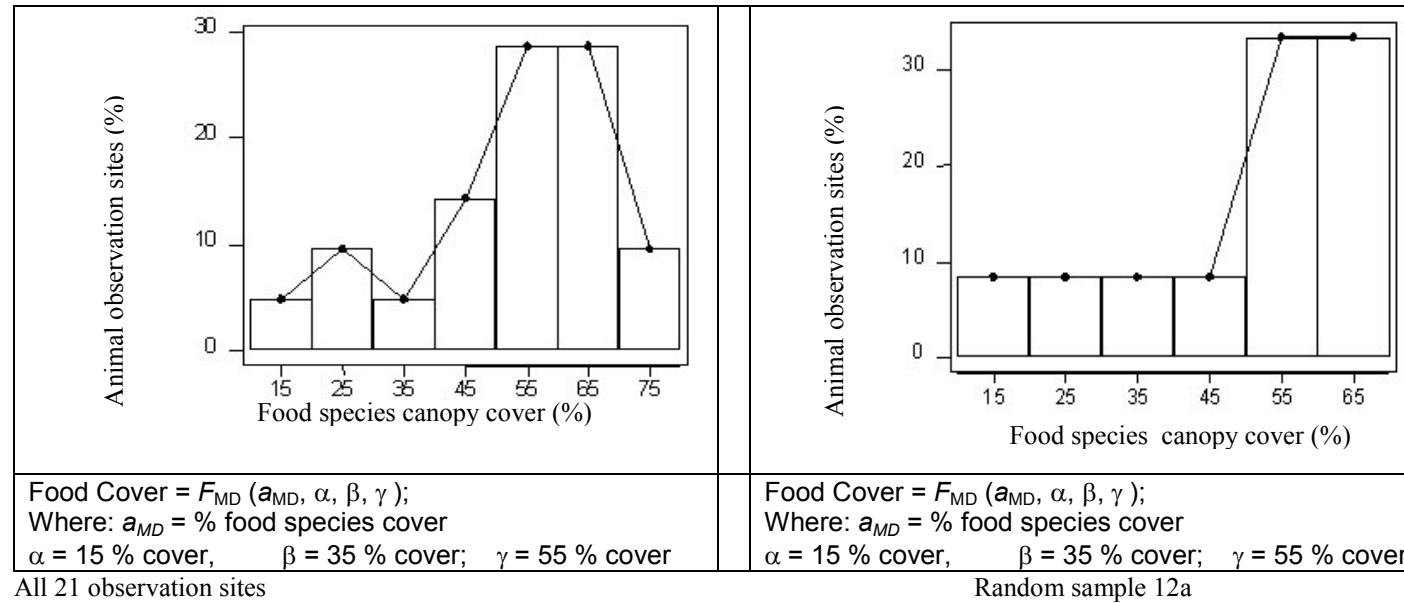 Animal observation sites (%)
30
20
10
0
15 25 35 45 55 65 75
Food species canopy cover (%)
Food Cover = FMD (aMD, α, β, γ );
Where: aMD = % food species cover
α = 15 % cover, β = 35 % cover; γ = 55 % cover
All 21 observation sites
Animal observation sites (%)
30
20
10
0
15 25 35 45 55 65
Food species canopy cover (%)
Food Cover = FMD (aMD, α, β, γ );
Where: aMD = % food species cover
α = 15 % cover, β = 35 % cover; γ = 55 % cover
Random sample 12a